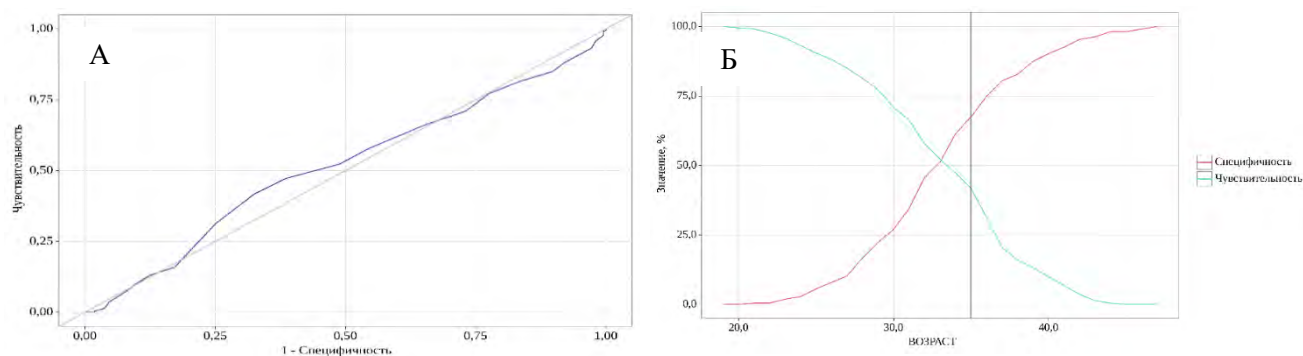 А
1,00
0,75
0,50
0,25
0,00
Чувствительность
0,00
0,25
0,50
0,75
1,00
1 - Специфичность
Б
100,0
75,0
50,0
25,0
0,0
Значение, %
20,0
30,0
40,0
ВОЗРАСТ
Специфичность
Чувствительность